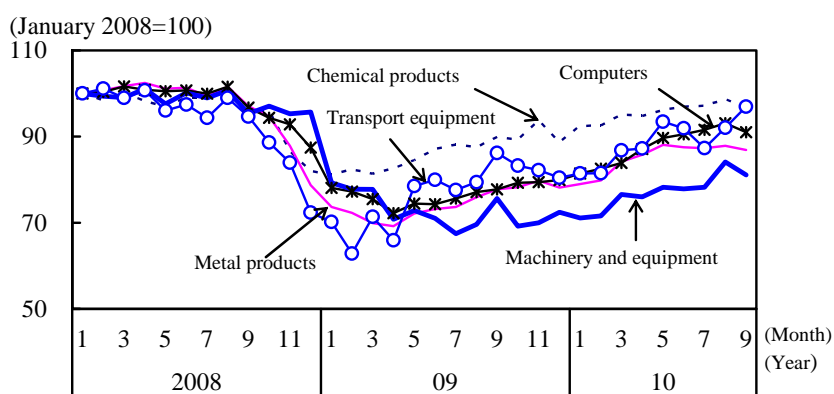 (January 2008=100)
110
90
70
50
Chemical products
Computers
Transport equipment
Metal products
Machinery and equipment
1 3 5 7 9 11 1 3 5 7 9 11 1 3 5 7 9 (Month)
2008 09 10 (Year)